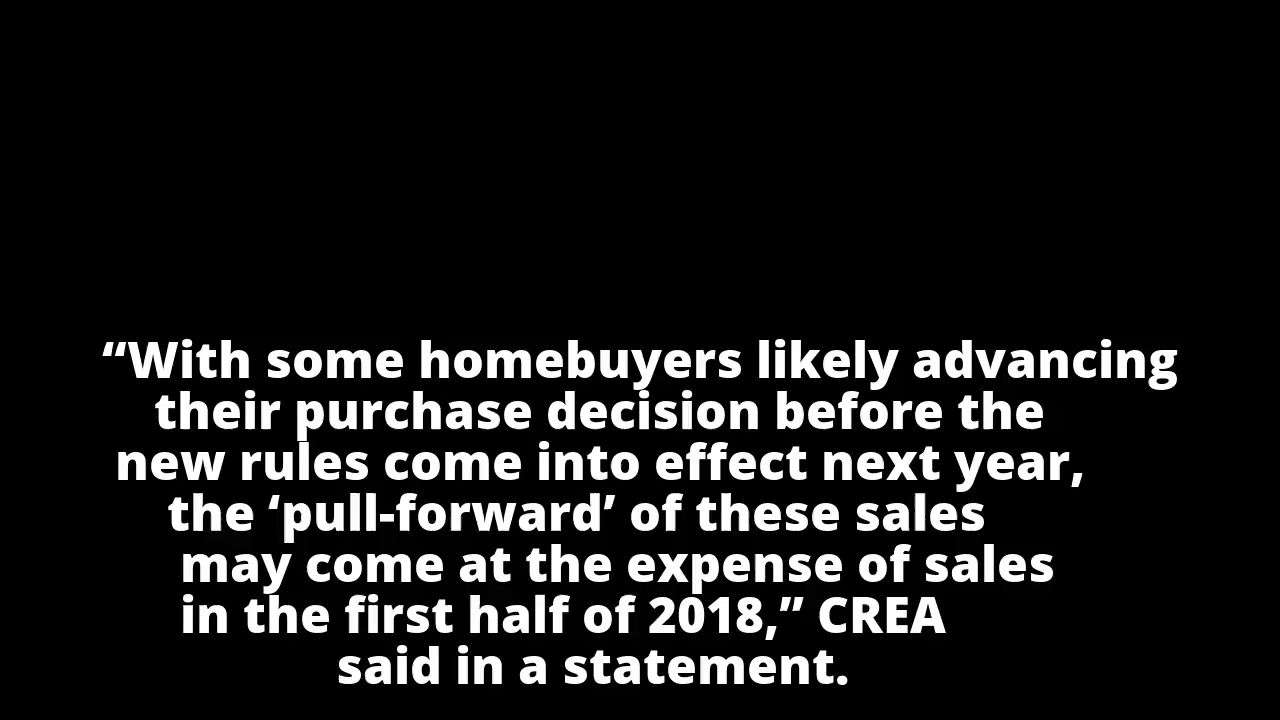 “With some homebuyers likely advancing
their purchase decision before the
new rules come into effect next year,
the ‘pull-forward’ of these sales
may come at the expense of sales
in the first half of 2018,” CREA
said in a statement.